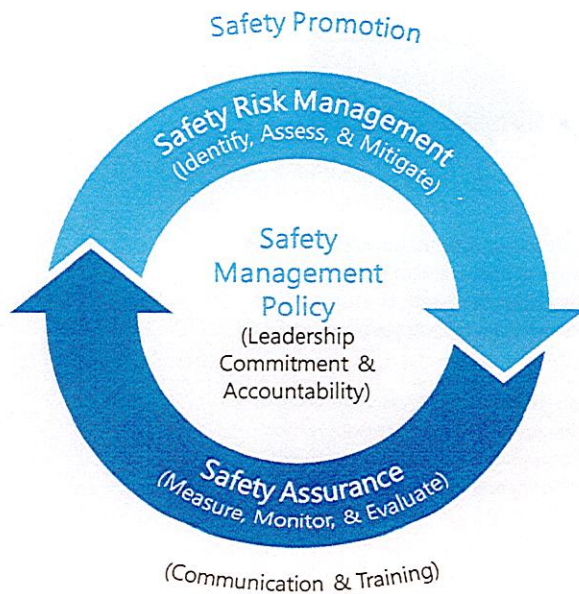 Safety Promotion
Safety Risk Management
(Identify, Assess, & Mitigate)
Safety
Management
Policy
(Leadership
Commitment &
Accountability)
Safety Assurance
(Measure, Monitor, & Evaluate)
(Communication & Training)